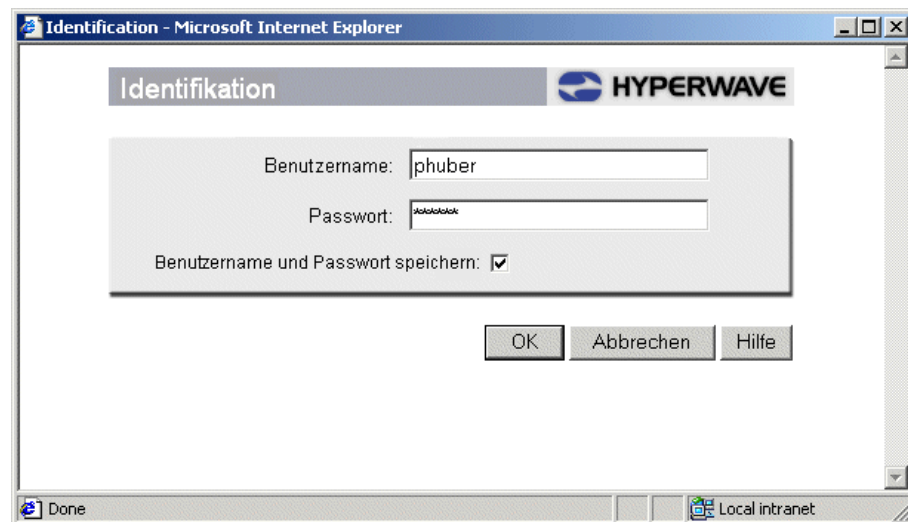 Identification - Microsoft Internet Explorer
Identifikation HYPERWAVE
Benutzername: phuber
Passwort: *******
Benutzername und Passwort speichern:
OK Abbrechen Hilfe
Done Local intranet